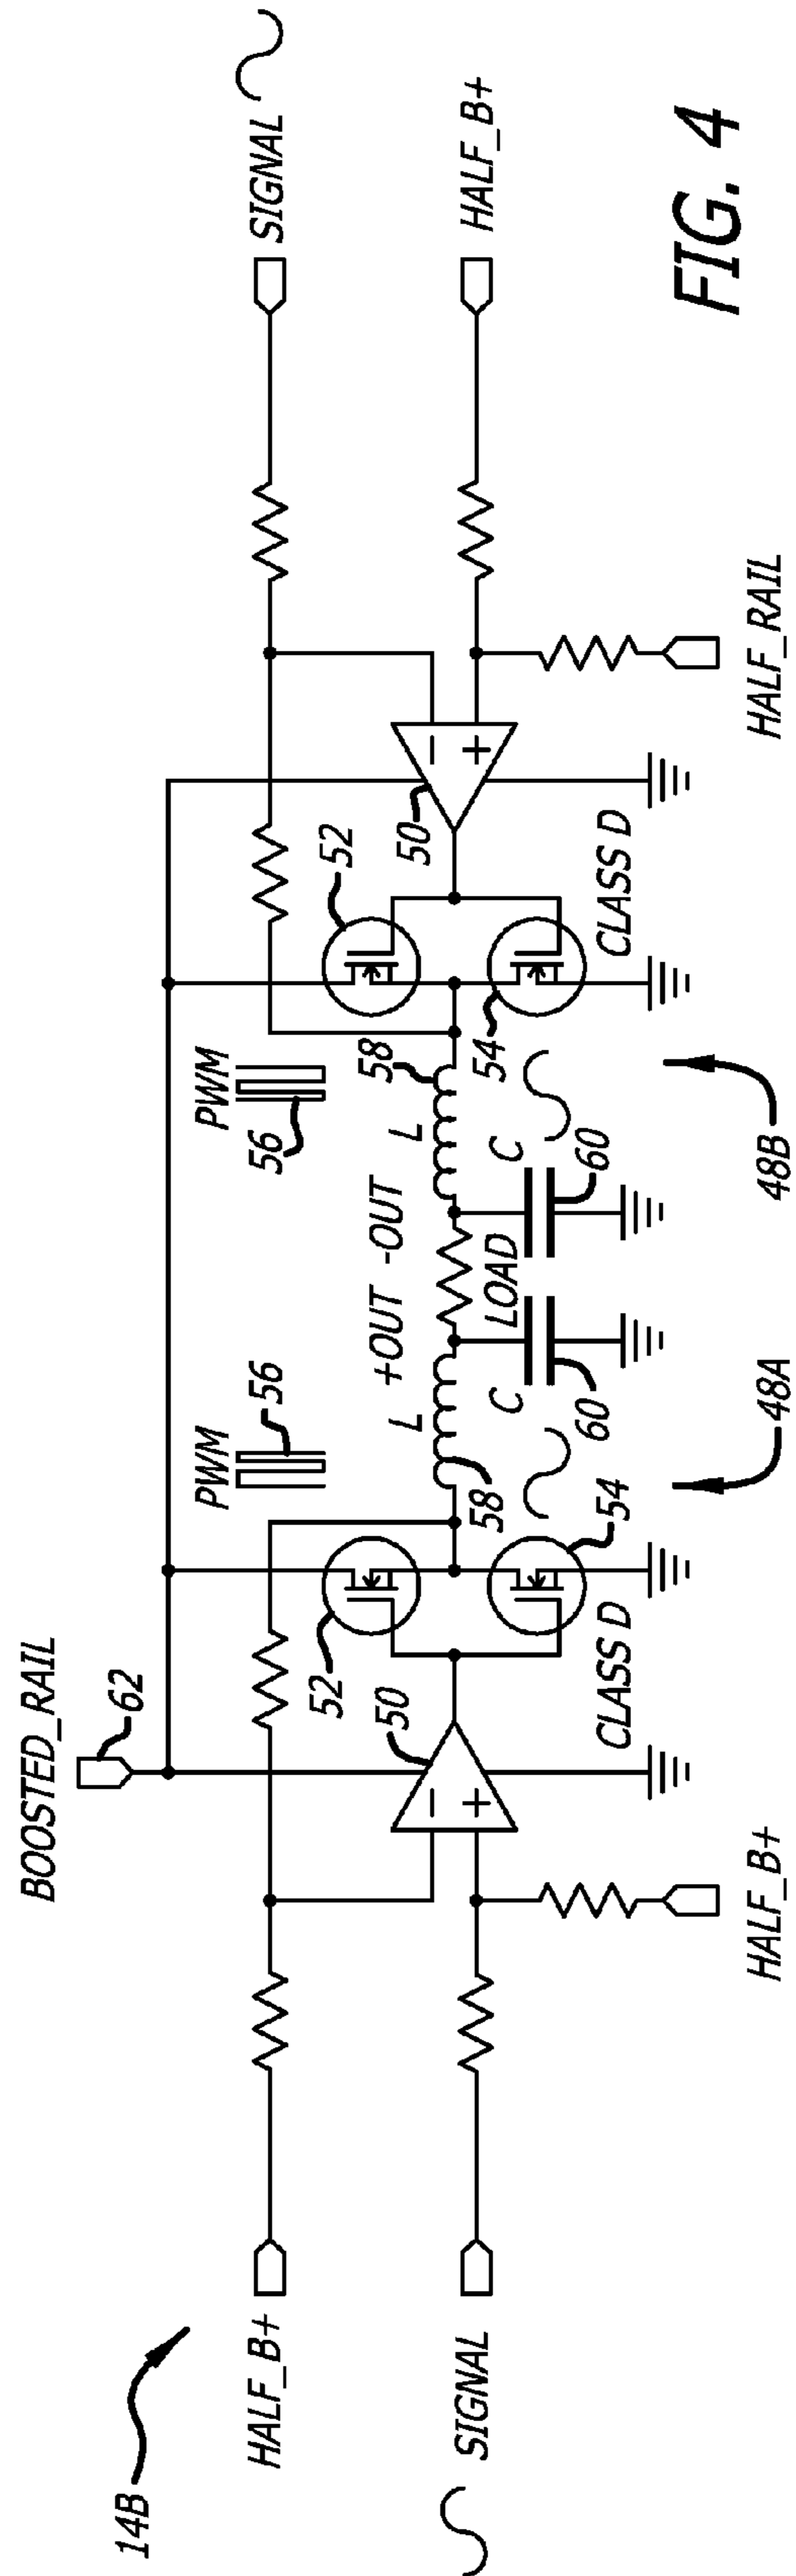 BOOSTED_RAIL
14B
62
PWM
PWM
HALF_B+
56
56
SIGNAL
52
52
50
+OUT -OUT
58
50
L
L
−
−
SIGNAL
+
58
54
+
HALF_B+
C
LOAD
C
60
60
54
CLASS D
CLASS D
HALF_B+
48A
48B
HALF_RAIL
FIG. 4